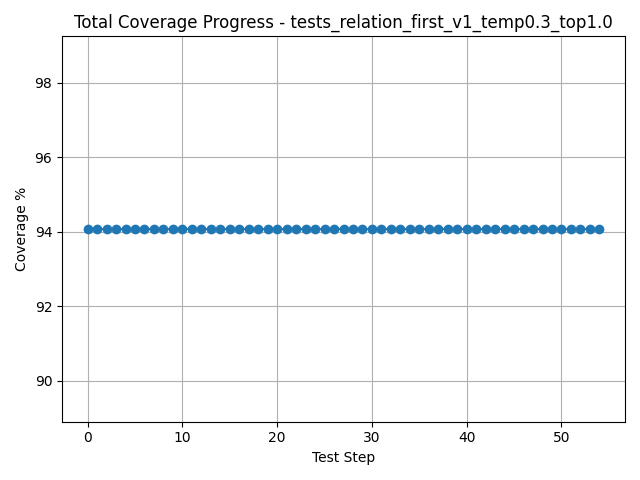 Total Coverage Progress - tests_relation_first_v1_temp0.3_top1.0
Coverage %
98
96
94
92
90
0 10 20 30 40 50
Test Step